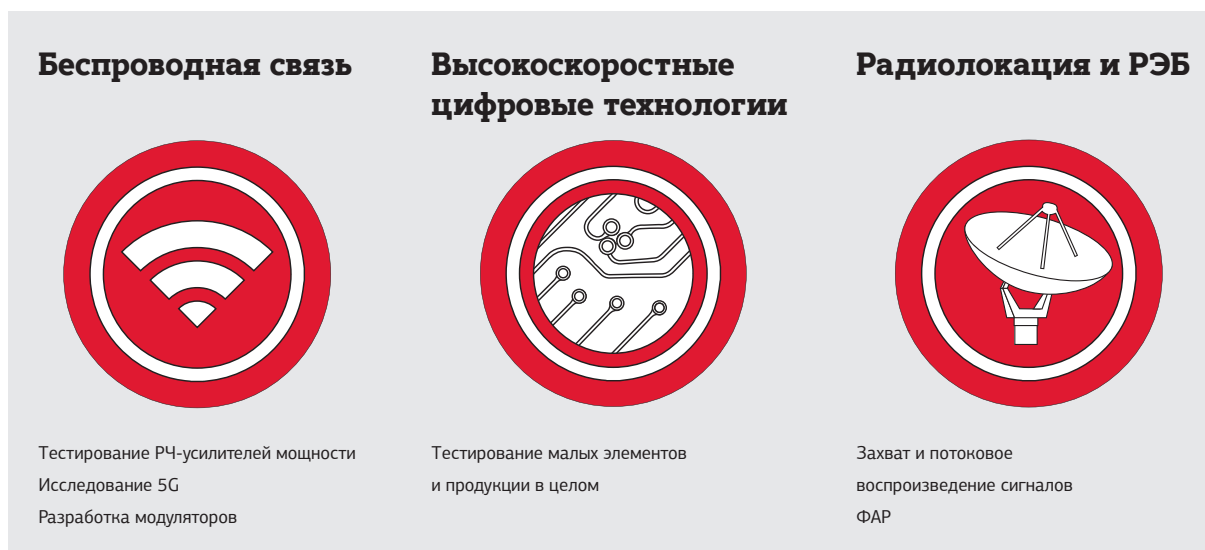 Беспроводная связь
Высокоскоростные
цифровые технологии
Радиолокация и РЭБ
Тестирование РЧ-усилителей мощности
Исследование 5G
Разработка модуляторов
Тестирование малых элементов
и продукции в целом
Захват и потоковое
воспроизведение сигналов
ФАР